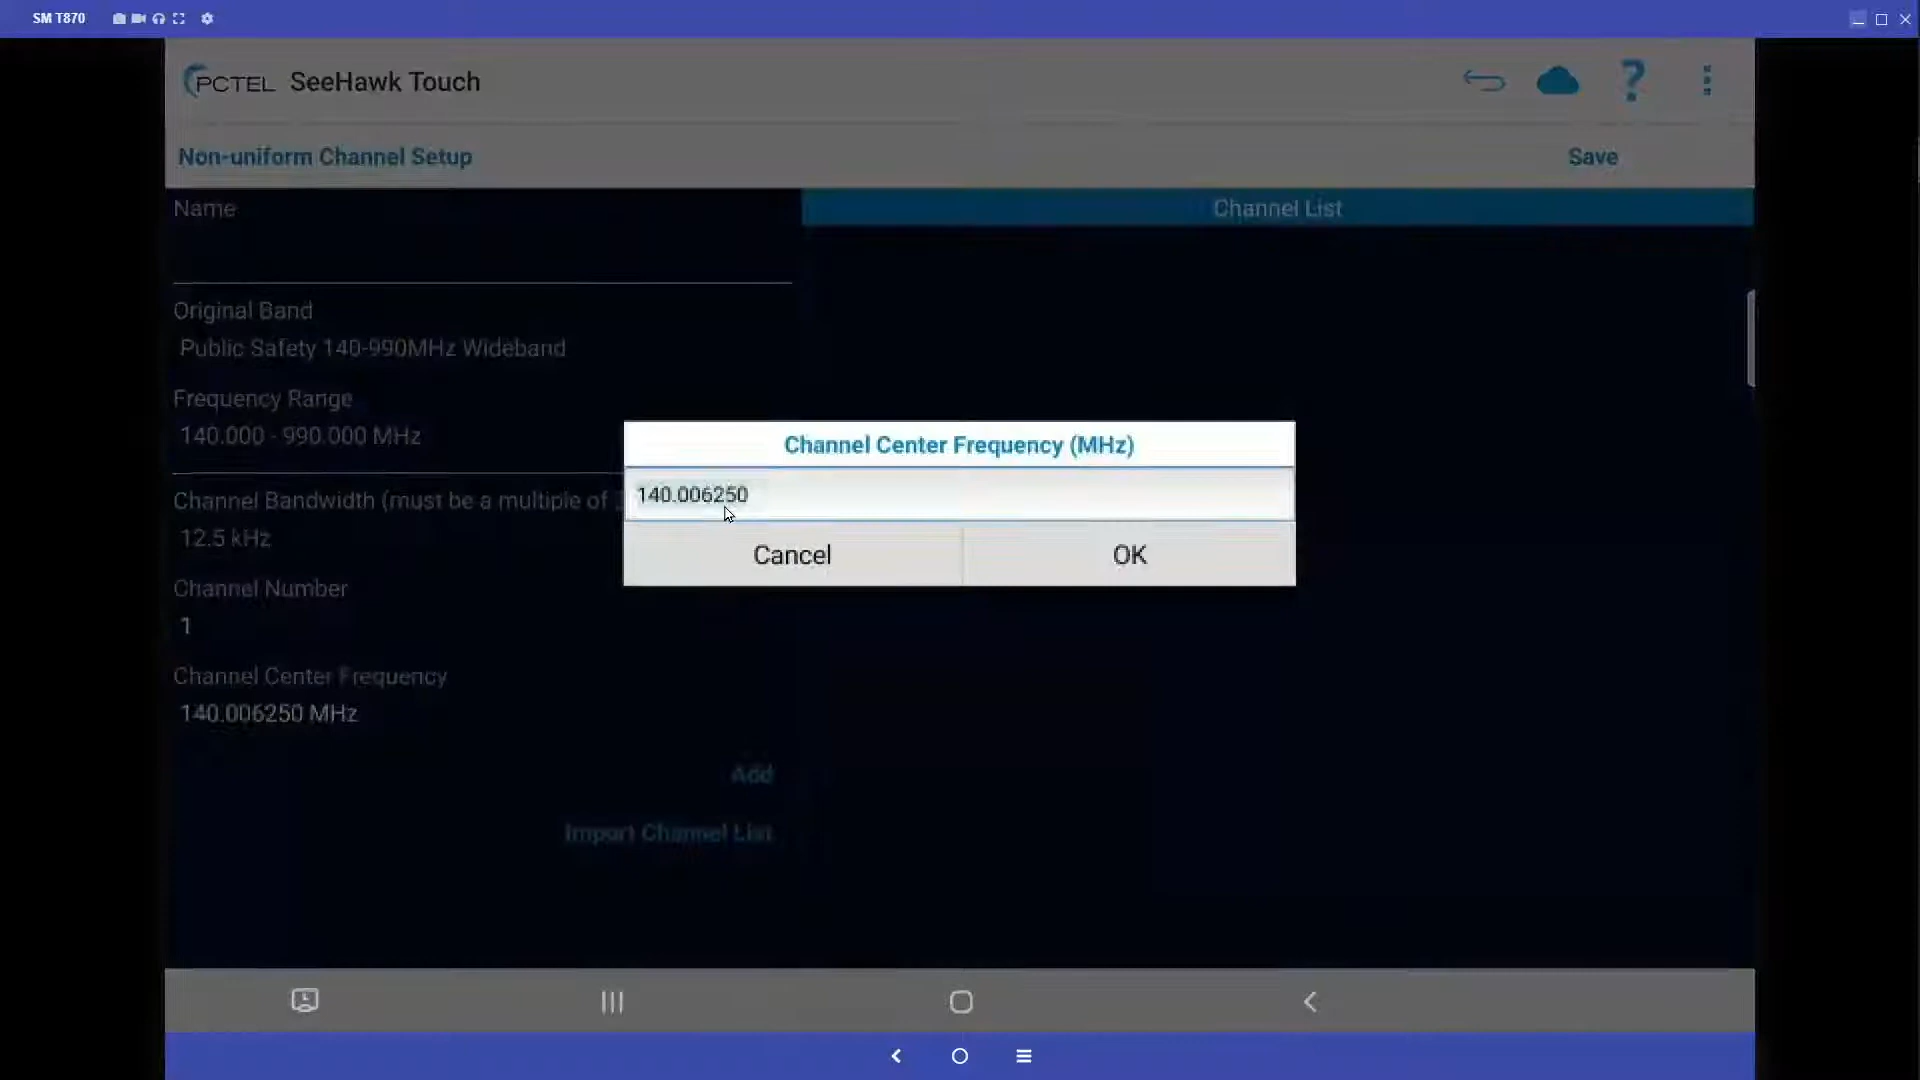 SM T870
PCTEL SeeHawk Touch
Non-uniform Channel Setup
Save
Name
Channel List
Original Band
Public Safety 140-990MHz Wideband
Frequency Range
140.000 - 990.000 MHz
Channel Center Frequency (MHz)
140.006250
Cancel
OK
Channel Bandwidth (must be a multiple of
12.5 kHz
Channel Number
1
Channel Center Frequency
140.006250 MHz
Add
Import Channel List